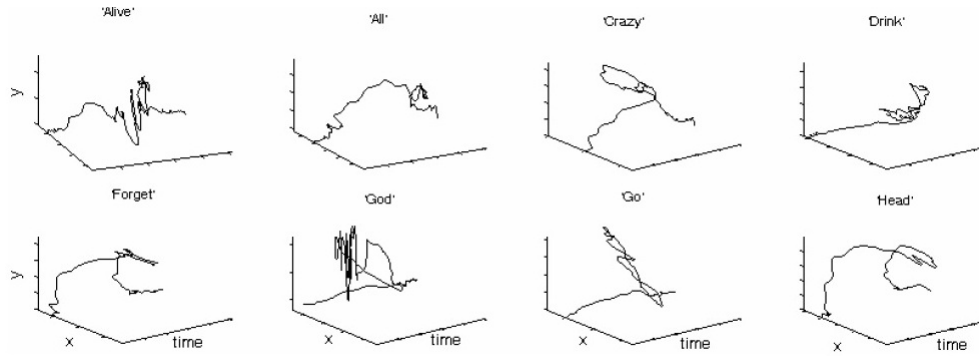 'Alive' 'All' 'Crazy' 'Drink'
y
'Forget' 'God' 'Go' 'Head'
y
x time x time x time x time